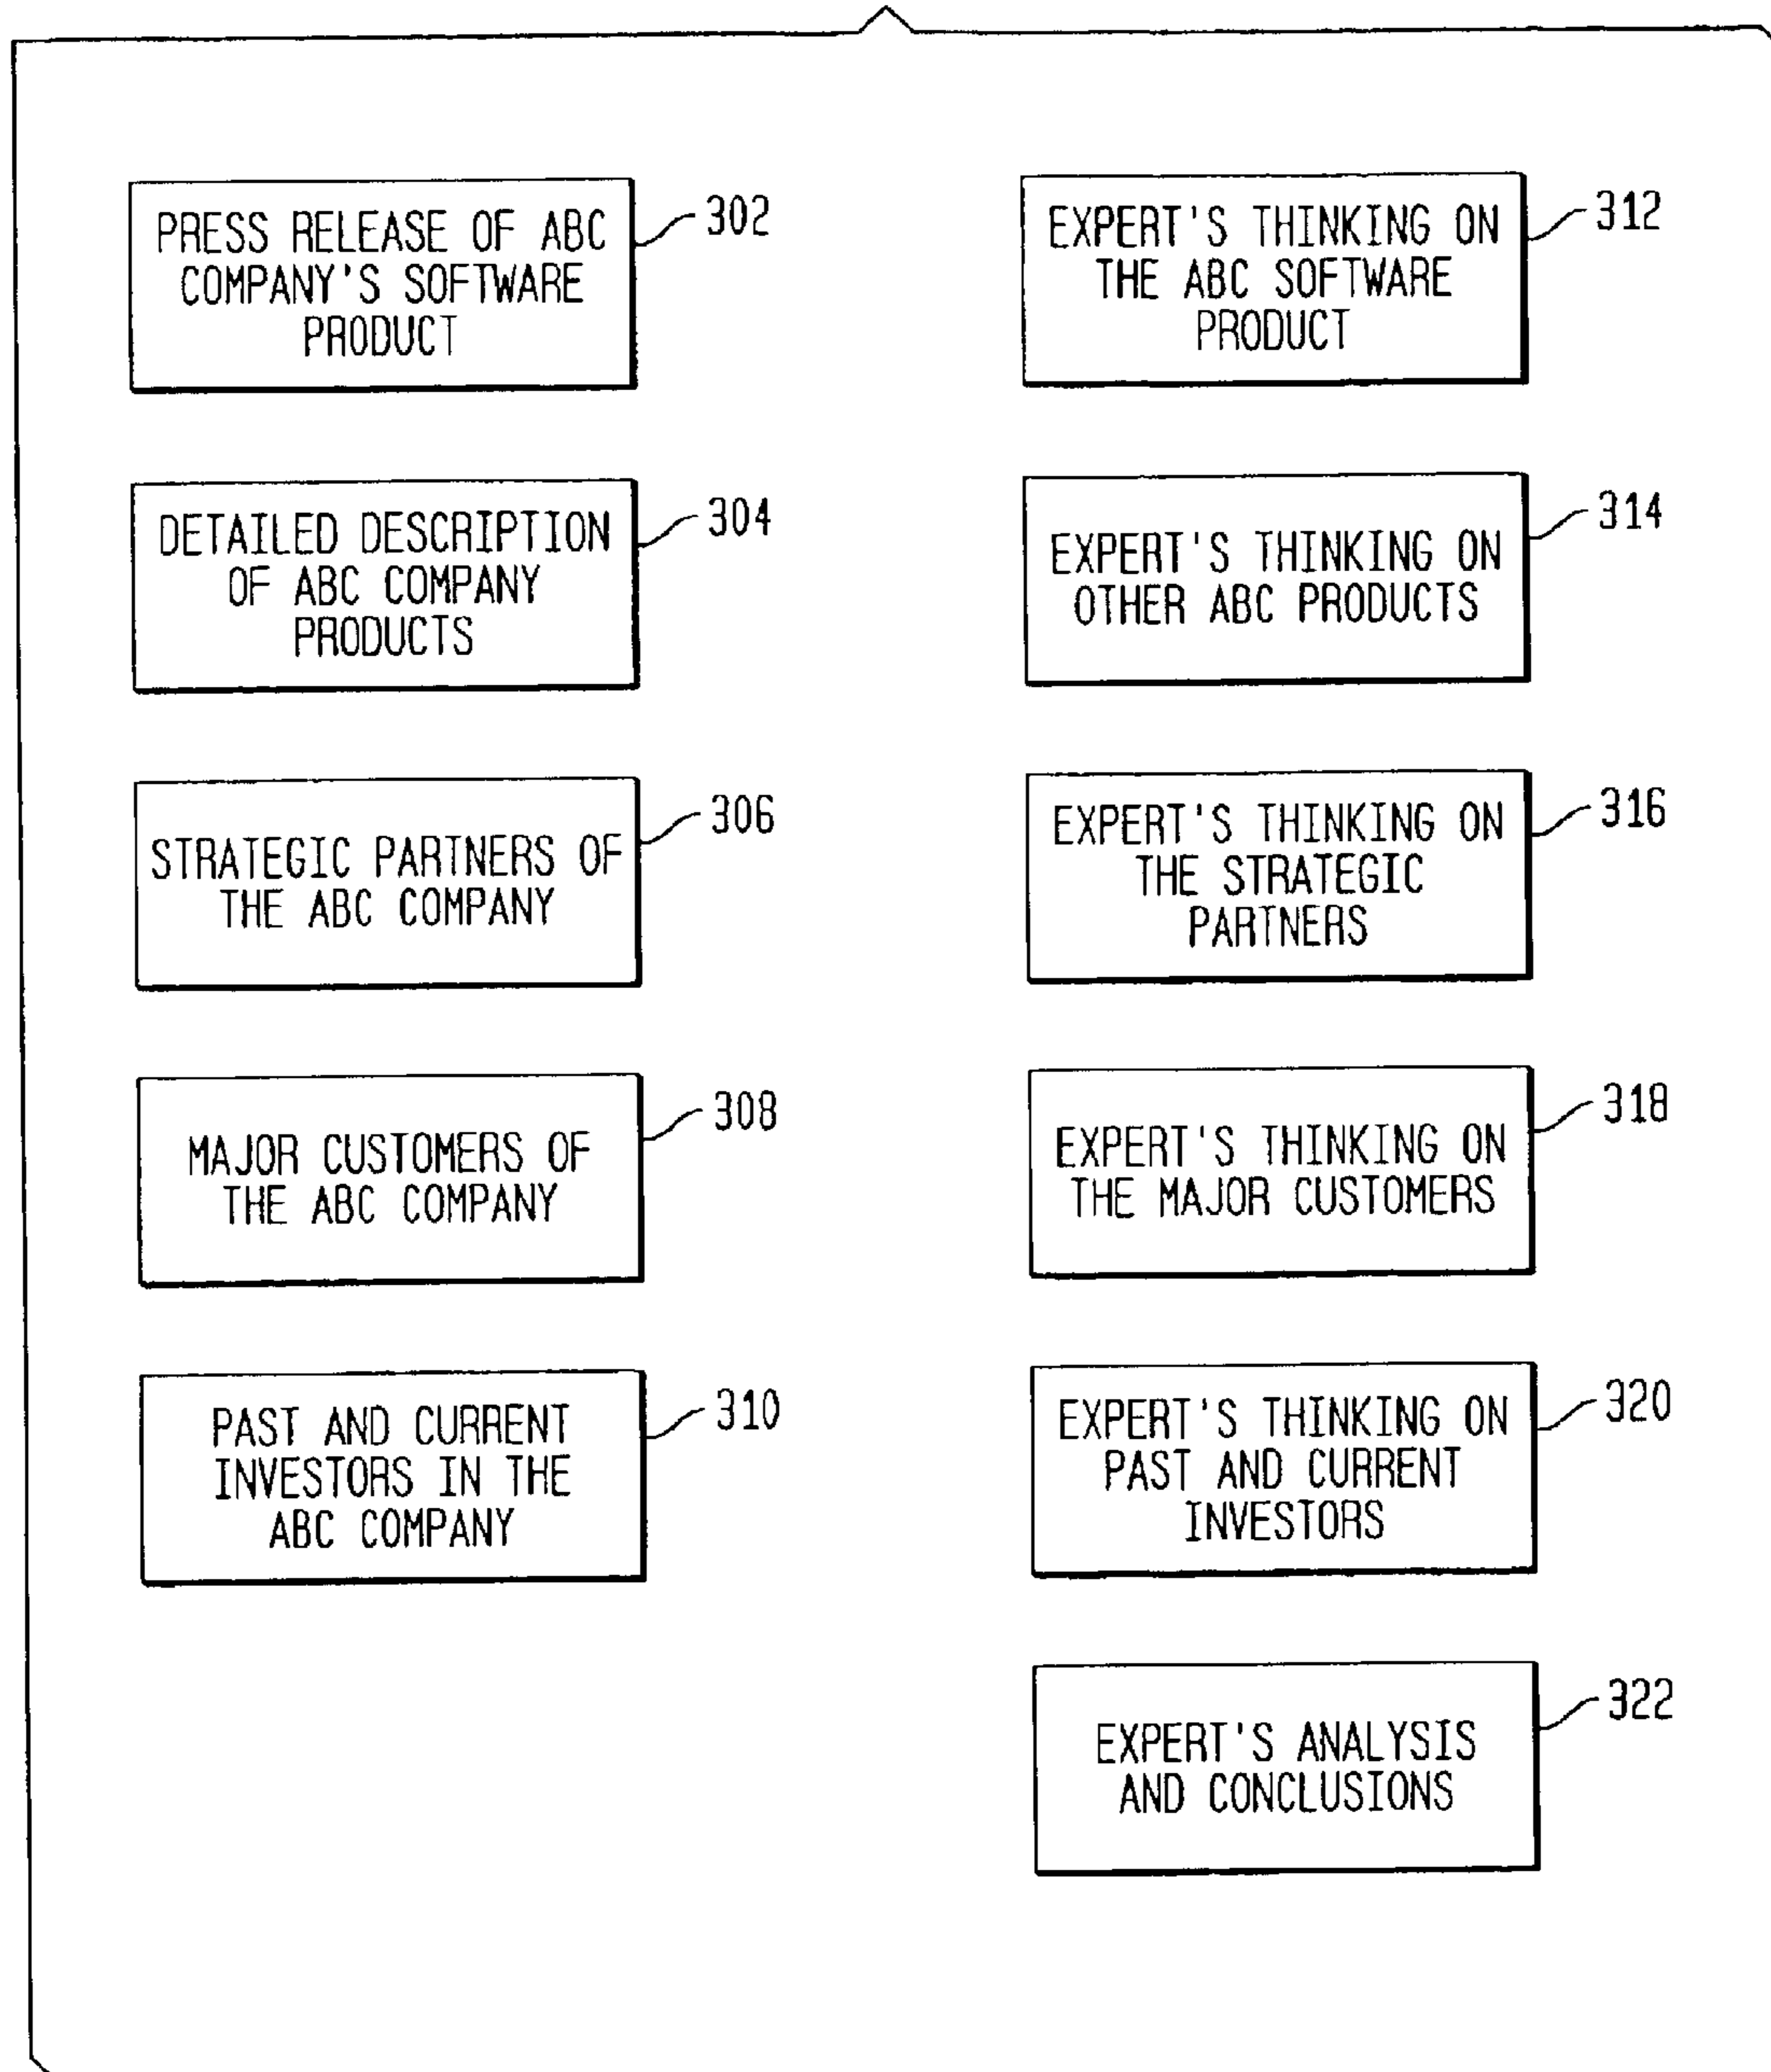 PRESS RELEASE OF ABC
COMPANY'S SOFTWARE
PRODUCT
302
DETAILED DESCRIPTION
OF ABC COMPANY
PRODUCTS
304
STRATEGIC PARTNERS OF
THE ABC COMPANY
306
MAJOR CUSTOMERS OF
THE ABC COMPANY
308
PAST AND CURRENT
INVESTORS IN THE
ABC COMPANY
310
EXPERT'S THINKING ON
THE ABC SOFTWARE
PRODUCT
312
EXPERT'S THINKING ON
OTHER ABC PRODUCTS
314
EXPERT'S THINKING ON
THE STRATEGIC
PARTNERS
316
EXPERT'S THINKING ON
THE MAJOR CUSTOMERS
318
EXPERT'S THINKING ON
PAST AND CURRENT
INVESTORS
320
EXPERT'S ANALYSIS
AND CONCLUSIONS
322